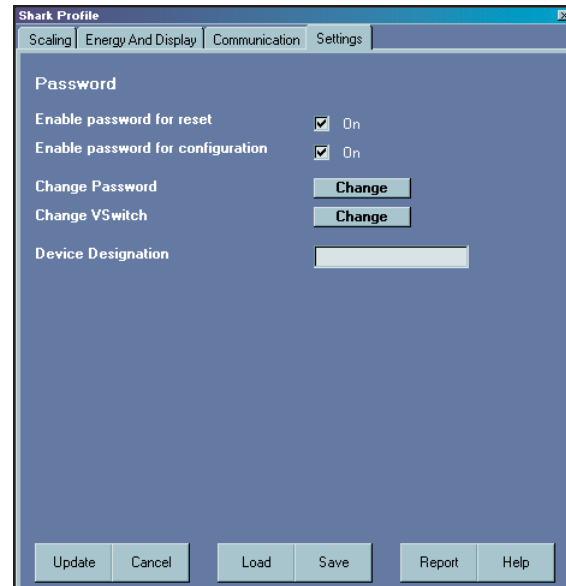 Shark Profile
Scaling Energy And Display Communication Settings
Password
Enable password for reset On
Enable password for configuration On
Change Password Change
Change VSwitch Change
Device Designation
Update Cancel Load Save Report Help